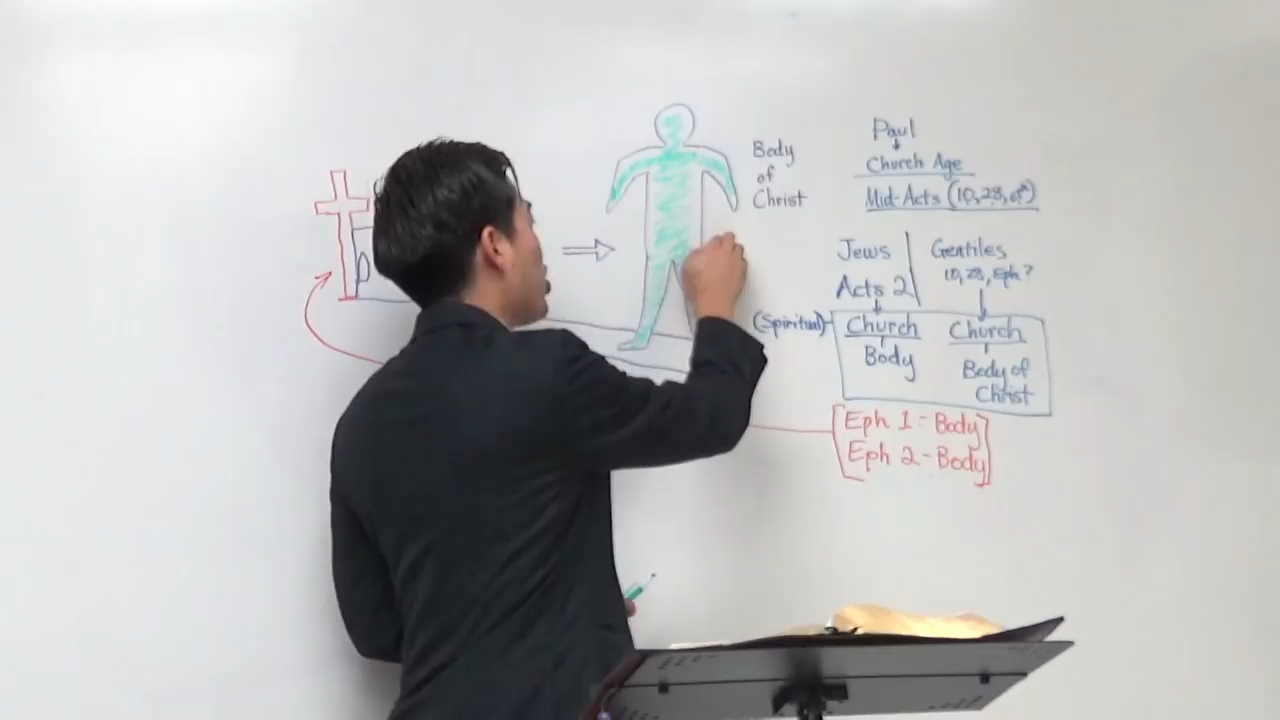 Body
of
Christ
Paul
Church Age
Mid-Acts (10,28,
Jews
Acts 2
Gentiles
10,28, Eph?
(Spiritual)
Church
Body
Church
Body of
Christ
Eph 1 - Body
Eph 2 - Body